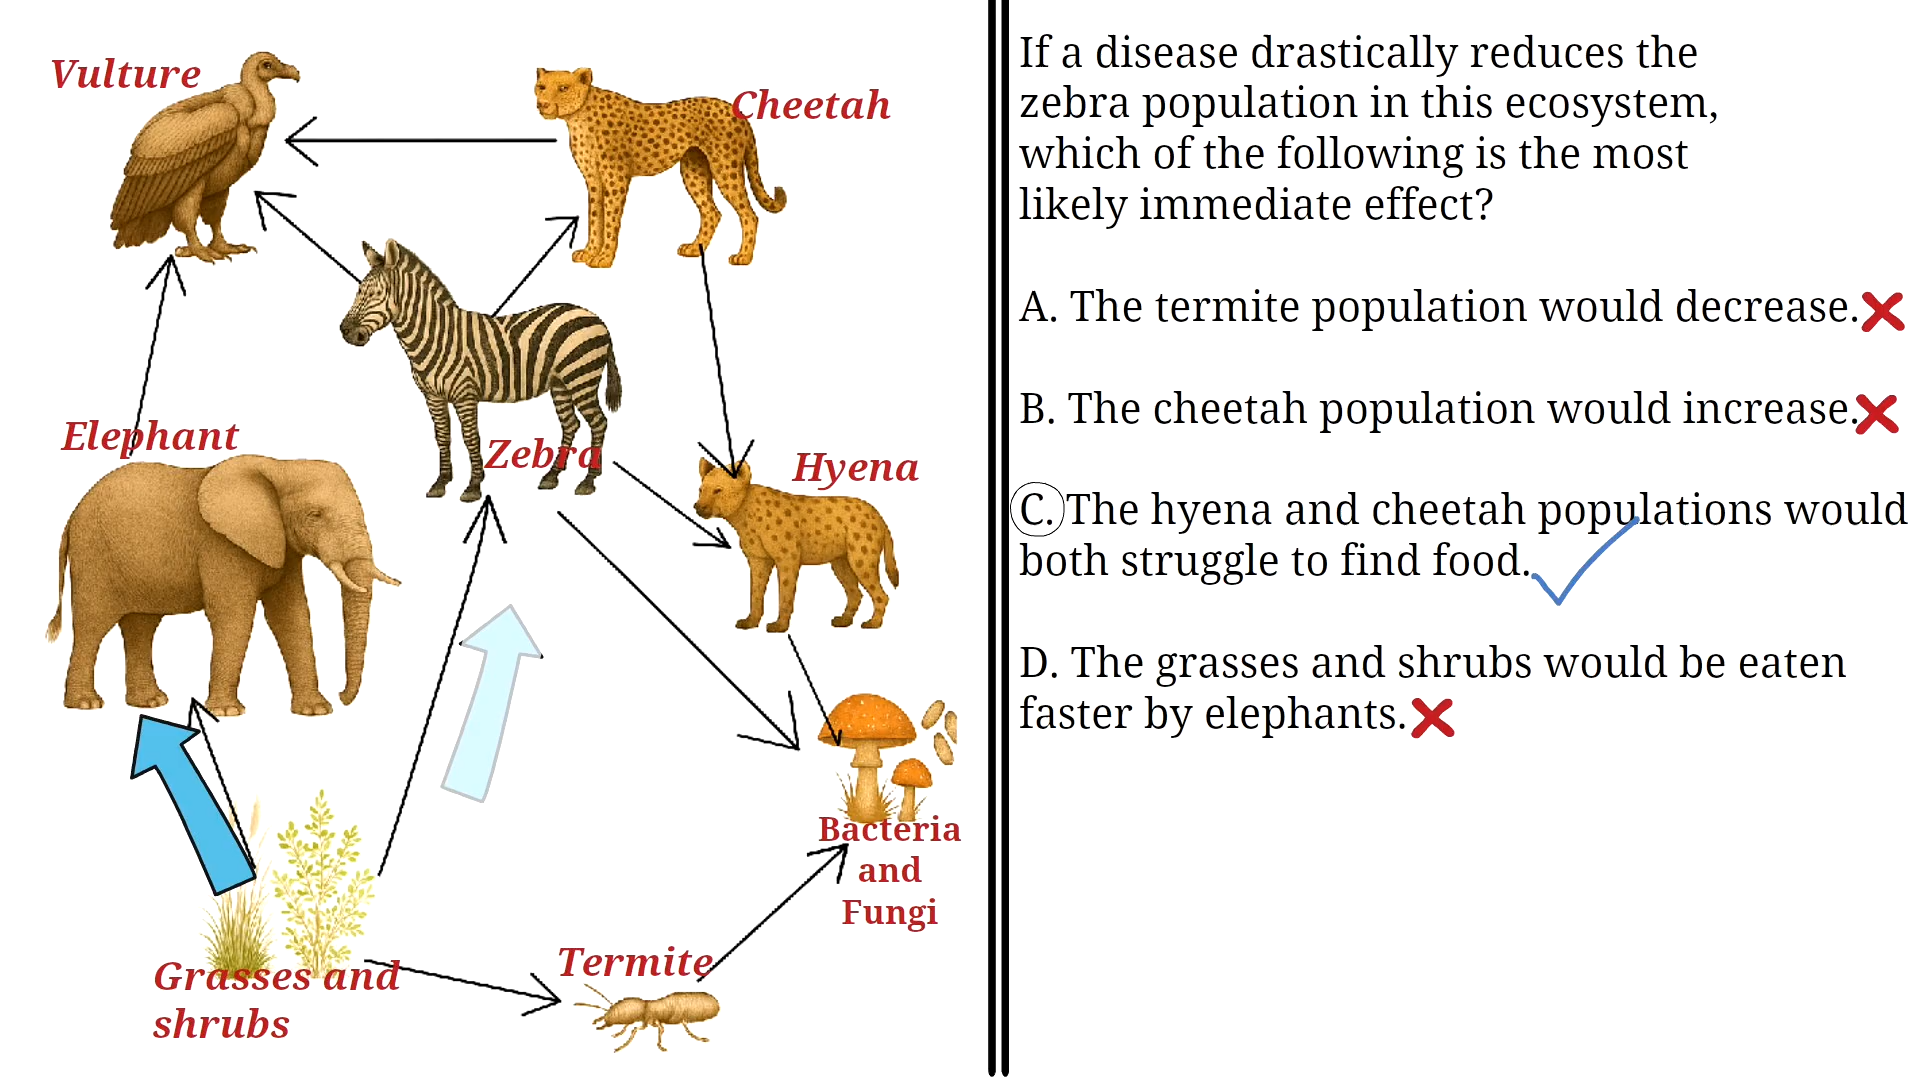 Vulture
Cheetah
Elephant
Zebra
Hyena
Bacteria
and
Fungi
Termite
Grasses and
shrubs
If a disease drastically reduces the
zebra population in this ecosystem,
which of the following is the most
likely immediate effect?
A. The termite population would decrease.
B. The cheetah population would increase.
C. The hyena and cheetah populations would
both struggle to find food.
D. The grasses and shrubs would be eaten
faster by elephants.